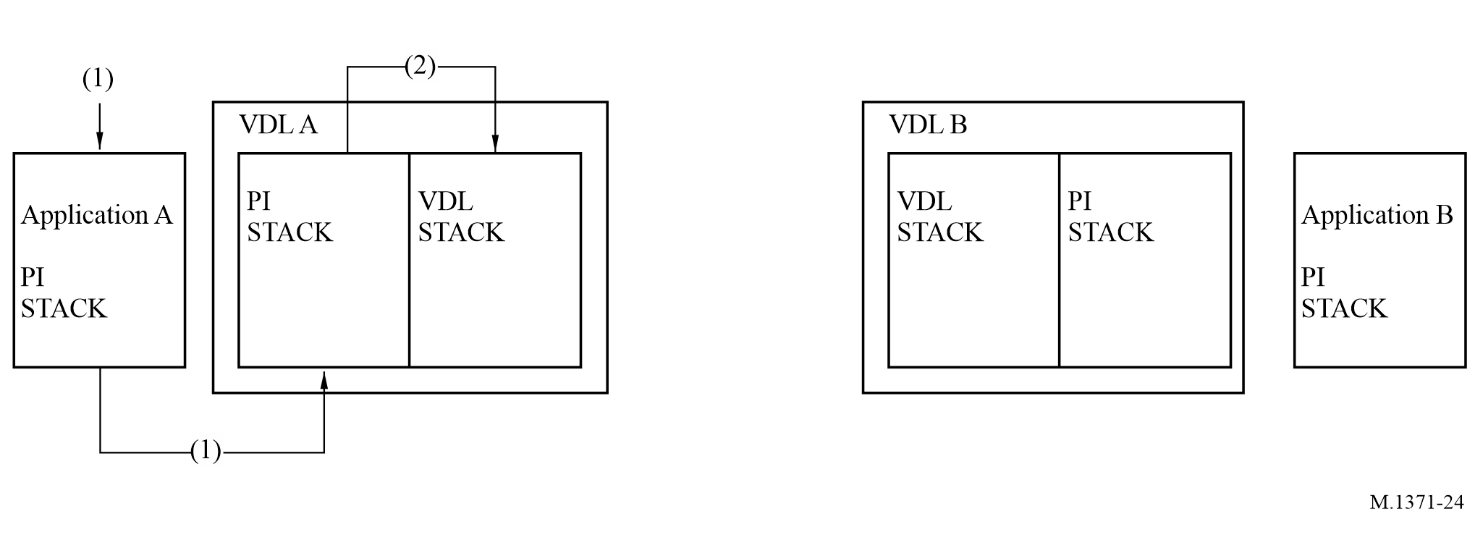 (1)
(2)
VDL A
VDL B
Application A
PI
STACK
PI
STACK
VDL
STACK
VDL
STACK
PI
STACK
Application B
PI
STACK
(1)
M.1371-24